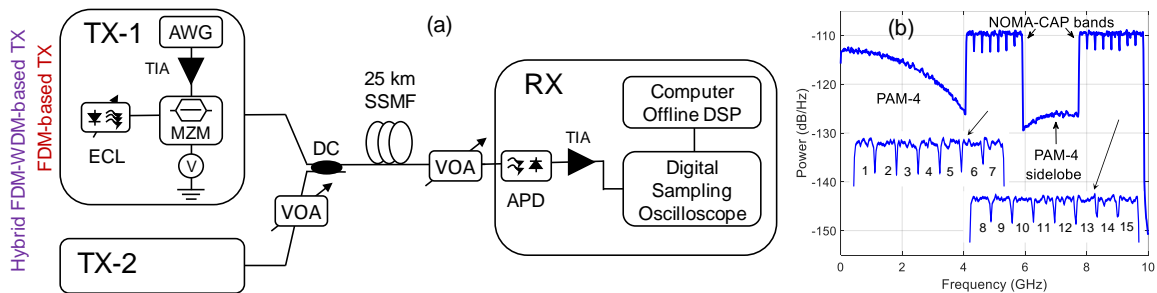 Hybrid FDM-WDM-based TX
FDM-based TX
(a)
TX-1
AWG
TIA
MZM
ECL
V
TX-2
DC
VOA
25 km
SSMF
VOA
RX
APD
TIA
Computer
Offline DSP
Digital
Sampling
Oscilloscope
(b)
NOMA-CAP bands
PAM-4
PAM-4
sidelobe
1 2 3 4 5 6 7
8 9 10 11 12 13 14 15
Power (dB/Hz)
-110
-120
-130
-140
-150
0 2 4 6 8 10
Frequency (GHz)